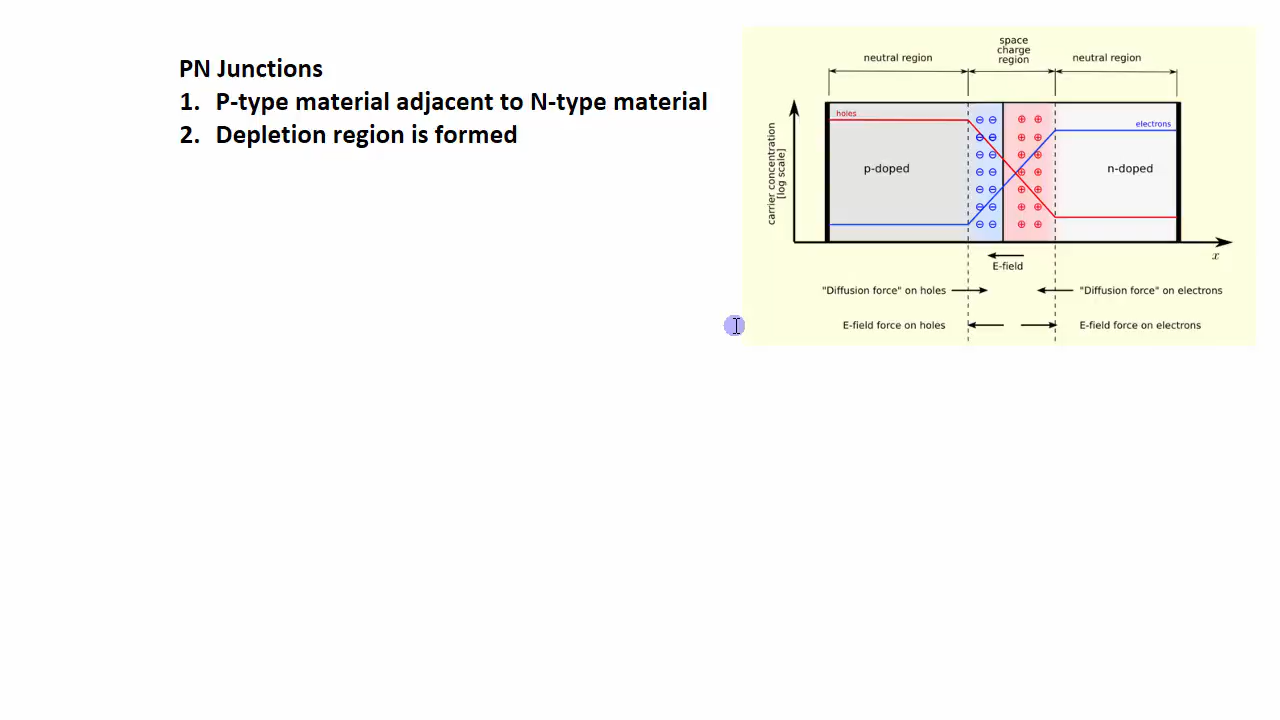 PN Junctions
1. P-type material adjacent to N-type material
2. Depletion region is formed
neutral region
space
charge
region
neutral region
holes
electrons
p-doped
n-doped
carrier concentration
[log scale]
x
E-field
"Diffusion force" on holes
"Diffusion force" on electrons
E-field force on holes
E-field force on electrons